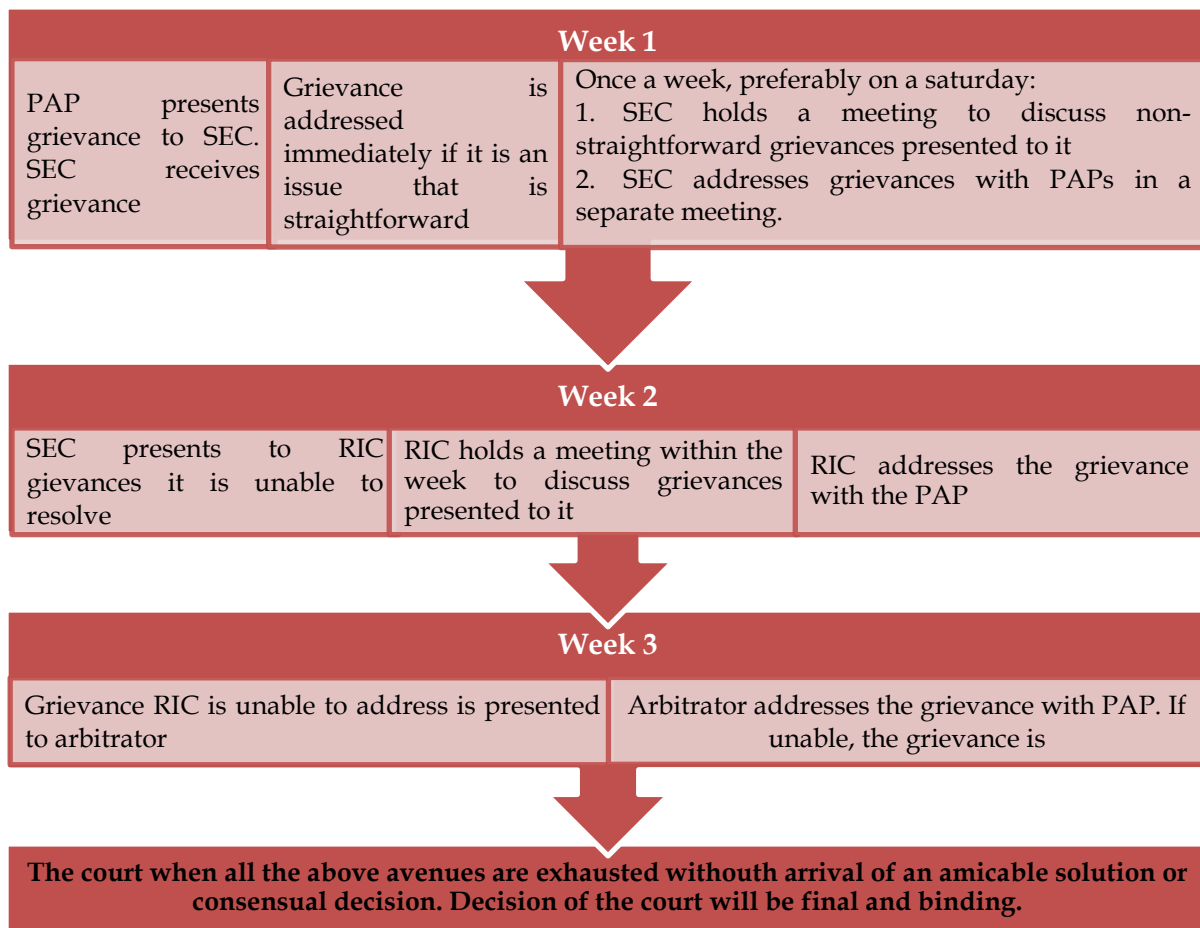 Week 1
PAP presents
grievance to SEC.
SEC receives
grievance
Grievance is
addressed
immediately if it is an
issue that is
straightforward
Once a week, preferably on a saturday:
1. SEC holds a meeting to discuss non-
straightforward grievances presented to it
2. SEC addresses grievances with PAPs in a
separate meeting.
Week 2
SEC presents to RIC
gievances it is unable to
resolve
RIC holds a meeting within the
week to discuss grievances
presented to it
RIC addresses the grievance
with the PAP
Week 3
Grievance RIC is unable to address is presented
to arbitrator
Arbitrator addresses the grievance with PAP. If
unable, the grievance is
The court when all the above avenues are exhausted withouth arrival of an amicable solution or
consensual decision. Decision of the court will be final and binding.